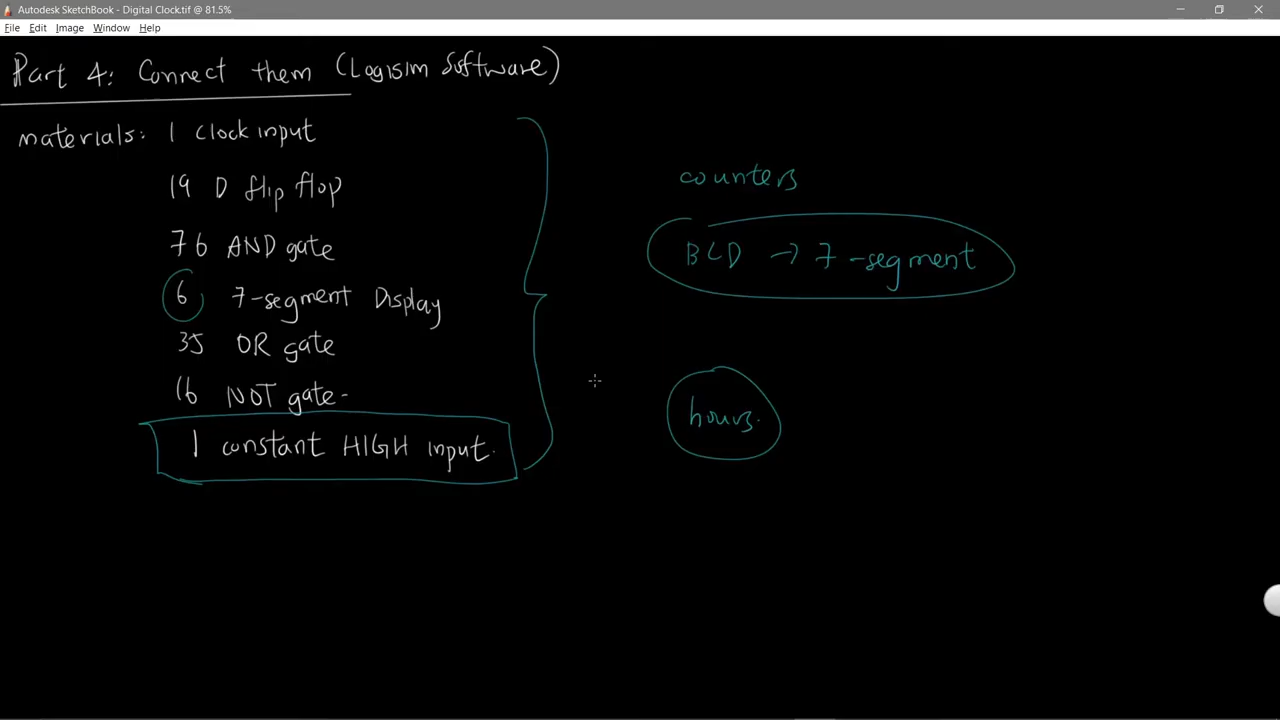 Autodesk SketchBook - Digital Clock.tif @ 81.5%
File Edit Image Window Help
Part 4: Connect them (Logisim Software)
materials: 1 clock input
19 D flip flop
76 AND gate
6 7-segment Display
35 OR gate
16 NOT gate
1 constant HIGH input.
counters
BCD → 7-segment
hours.